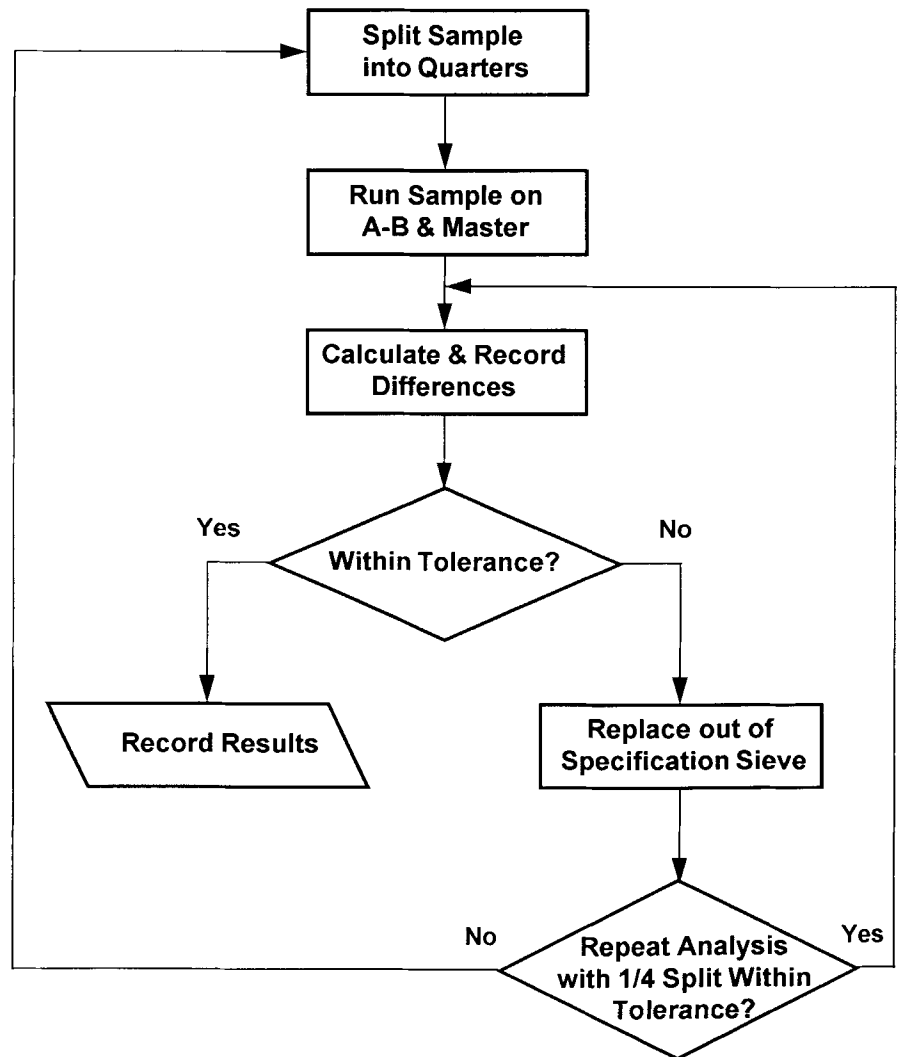 Split Sample
into Quarters
Run Sample on
A-B & Master
Calculate & Record
Differences
Yes
No
Within Tolerance?
Record Results
Replace out of
Specification Sieve
No
Yes
Repeat Analysis
with 1/4 Split Within
Tolerance?